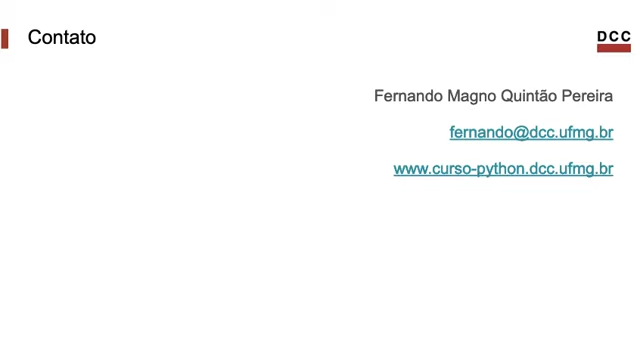 Contato
DCC
Fernando Magno Quintão Pereira
fernando@dcc.ufmg.br
www.curso-python.dcc.ufmg.br